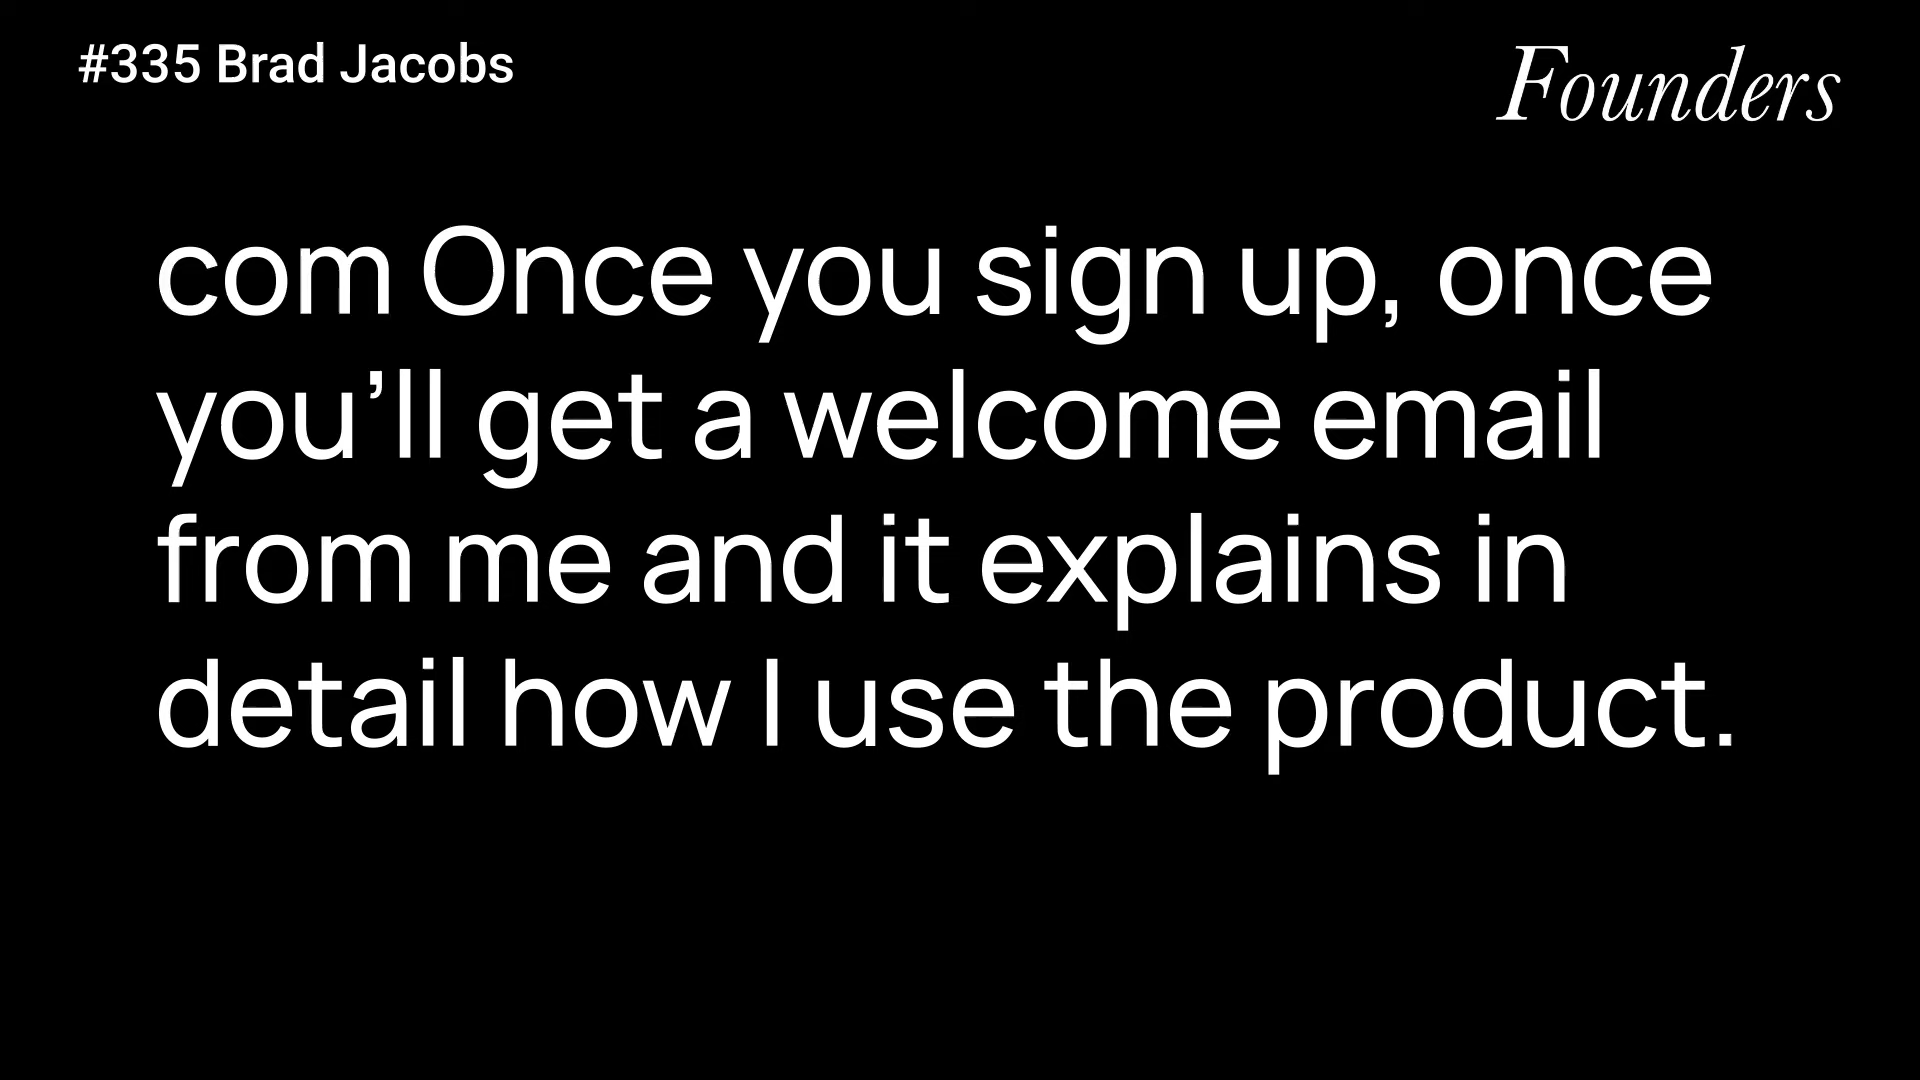 #335 Brad Jacobs
Founders
com Once you sign up, once
you’ll get a welcome email
from me and it explains in
detail how I use the product.